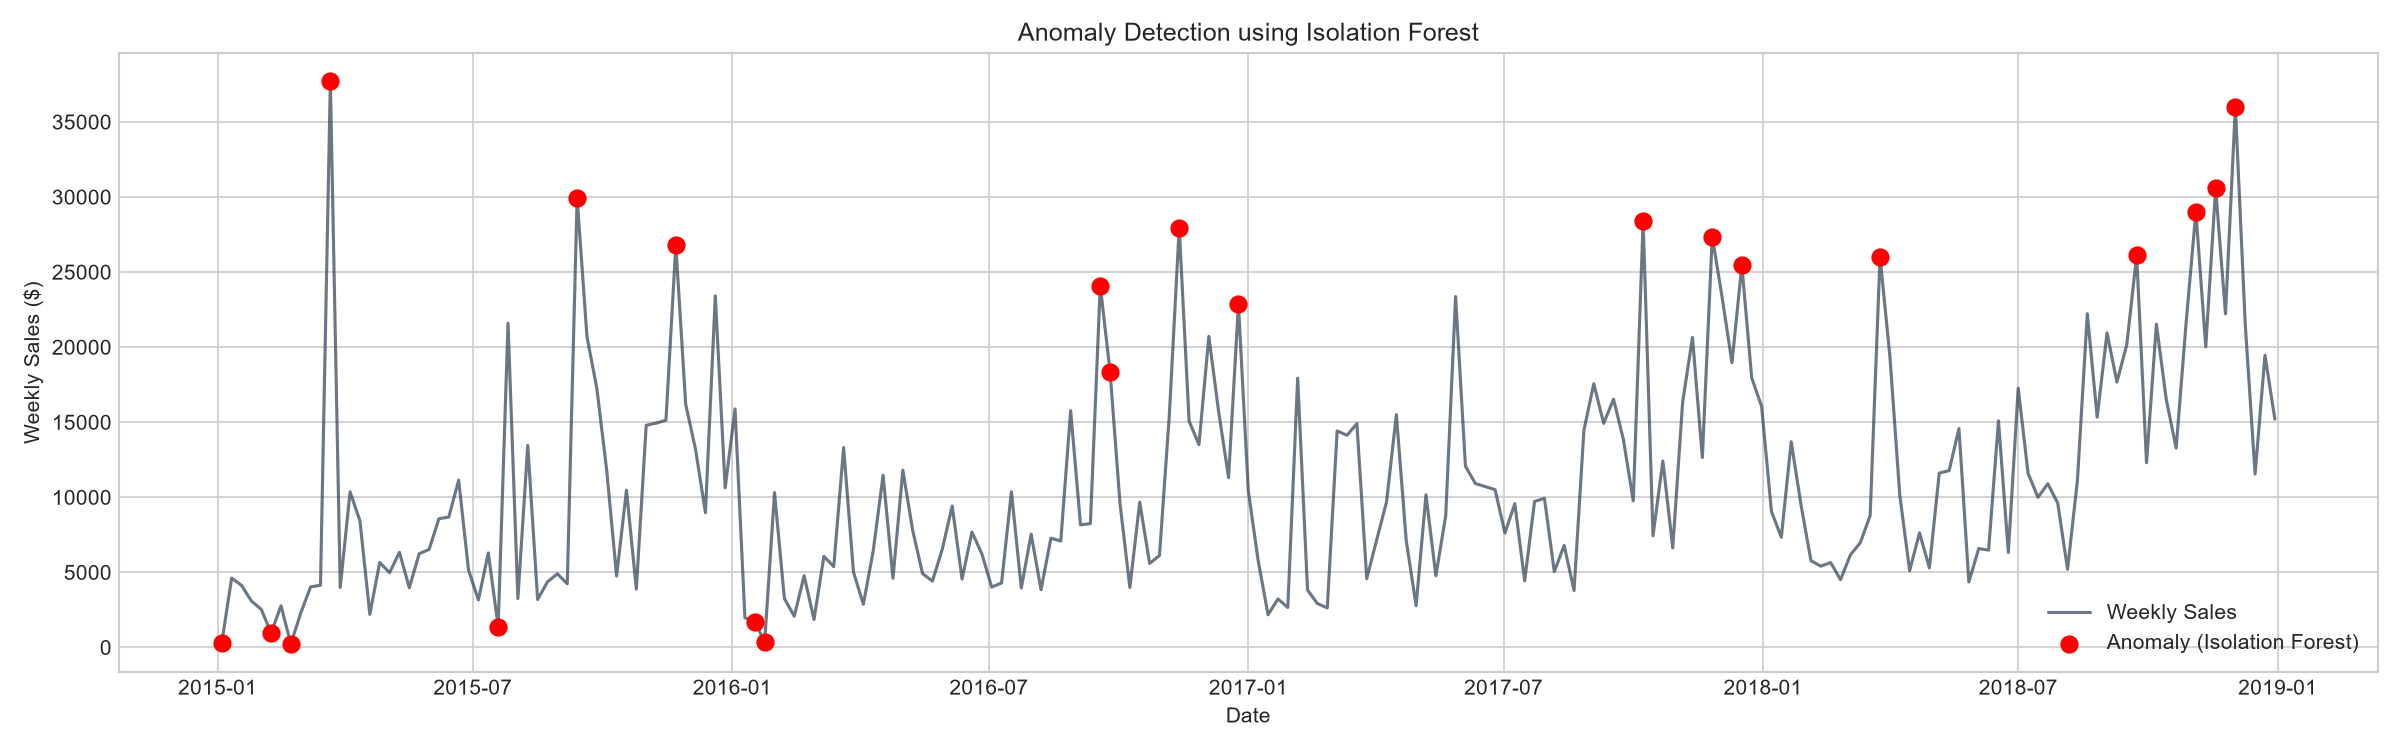 Anomaly Detection using Isolation Forest
Weekly Sales ($)
35000
30000
25000
20000
15000
10000
5000
0
Weekly Sales
Anomaly (Isolation Forest)
2015-01 2015-07 2016-01 2016-07 2017-01 2017-07 2018-01 2018-07 2019-01
Date